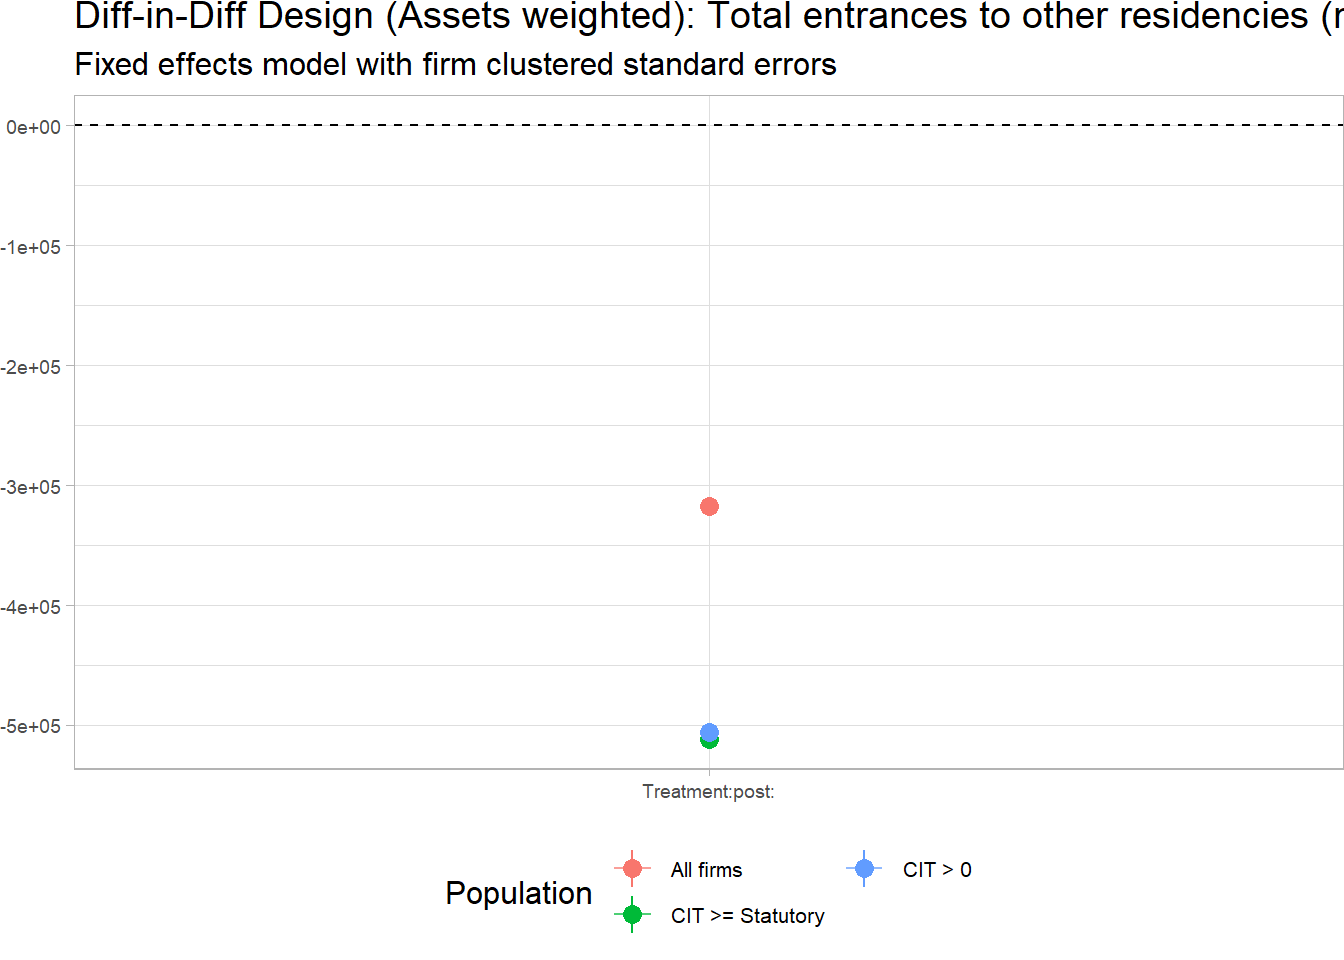 Diff-in-Diff Design (Assets weighted): Total entrances to other residencies (
Fixed effects model with firm clustered standard errors
0e+00
-1e+05
-2e+05
-3e+05
-4e+05
-5e+05
Treatment:post:
Population
All firms
CIT > 0
CIT >= Statutory